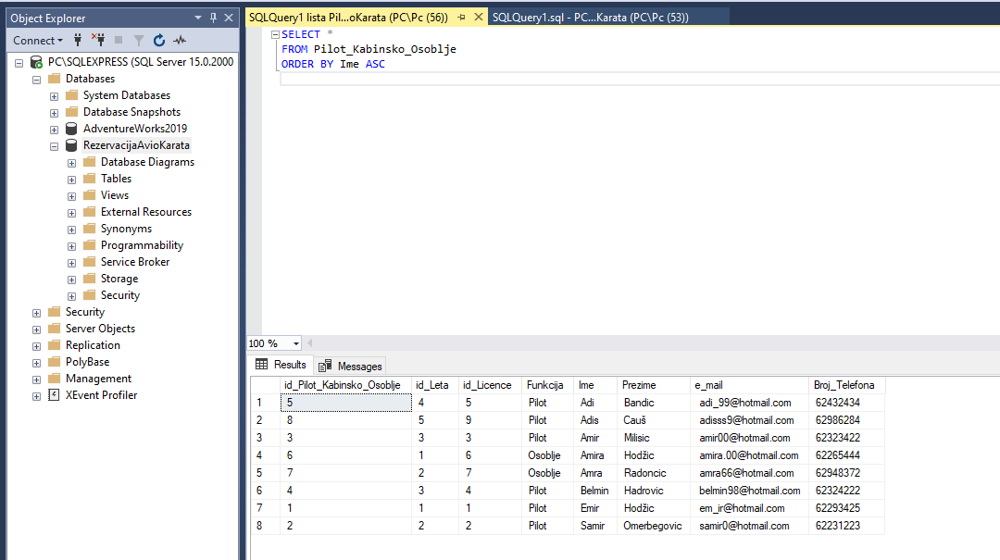 Object Explorer
Connect
PC\SQLEXPRESS (SQL Server 15.0.2000
Databases
System Databases
Database Snapshots
AdventureWorks2019
RezervacijaAvioKarata
Database Diagrams
Tables
Views
External Resources
Synonyms
Programmability
Service Broker
Storage
Security
Security
Server Objects
Replication
PolyBase
Management
XEvent Profiler
SQLQuery1 lista Pil...oKarata (PC\Pc (56)) SQLQuery1.sql - PC...Karata (PC\Pc (53))
SELECT *
FROM Pilot_Kabinsko_Osoblje
ORDER BY Ime ASC
100 %
Results Messages
id_Pilot_Kabinsko_Osoblje id_Leta id_Licence Funkcija Ime Prezime e_mail Broj_Telefona
1 5 4 5 Pilot Adi Bandic adi_99@hotmail.com 62432434
2 8 5 9 Pilot Adis Cauš adisss9@hotmail.com 62986284
3 3 3 3 Pilot Amir Milisic amir00@hotmail.com 62323422
4 6 1 6 Osoblje Amira Hodžic amira.00@hotmail.com 62265444
5 7 2 7 Osoblje Amra Radoncic amra66@hotmail.com 62948372
6 4 3 4 Pilot Belmin Hadrovic belmin98@hotmail.com 62324222
7 1 1 1 Pilot Emir Hodžic em_ir@hotmail.com 62293425
8 2 2 2 Pilot Samir Omerbegovic samir0@hotmail.com 62231223